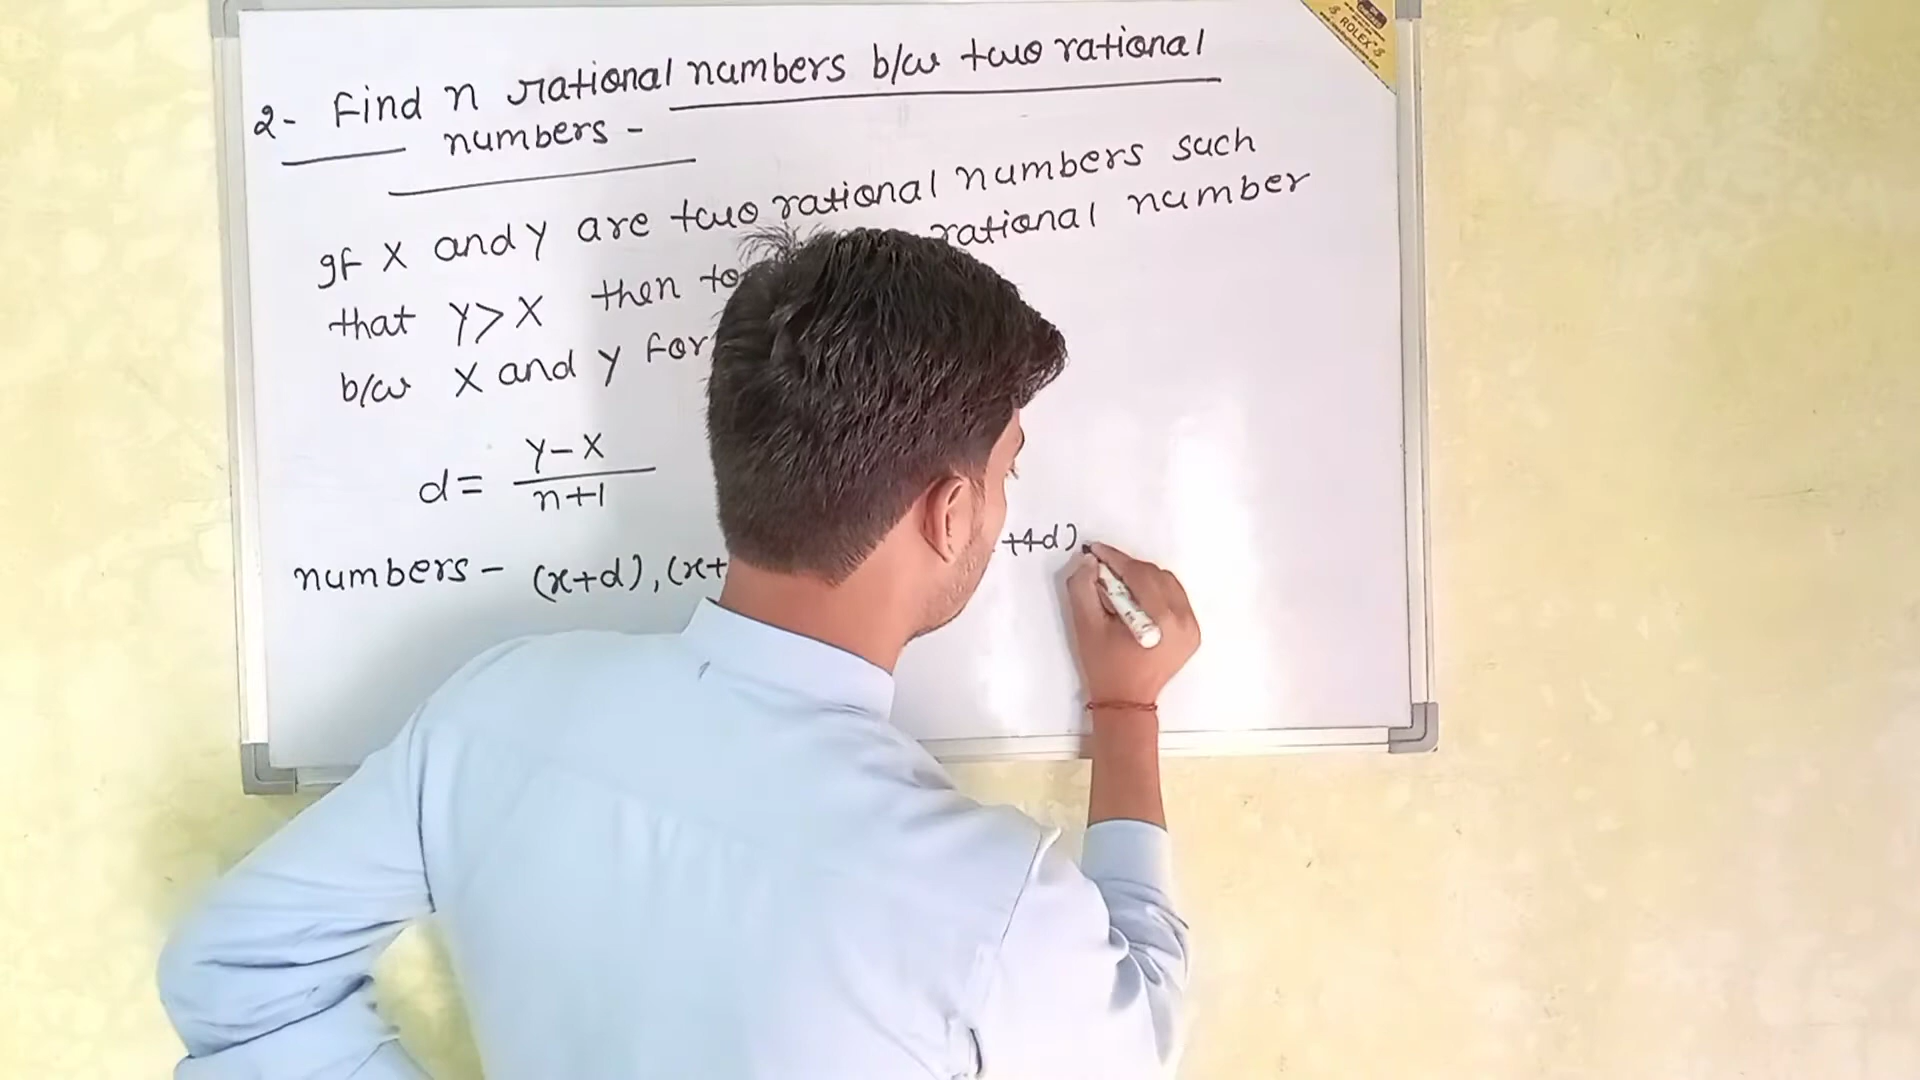 2- Find n rational numbers b/w two rational
numbers -
If X and Y are two rational numbers such
that Y>X then to rational number
b/w X and Y for
d= Y-X
n+1
numbers - (x+d), (x+ +4d)
ROLEX